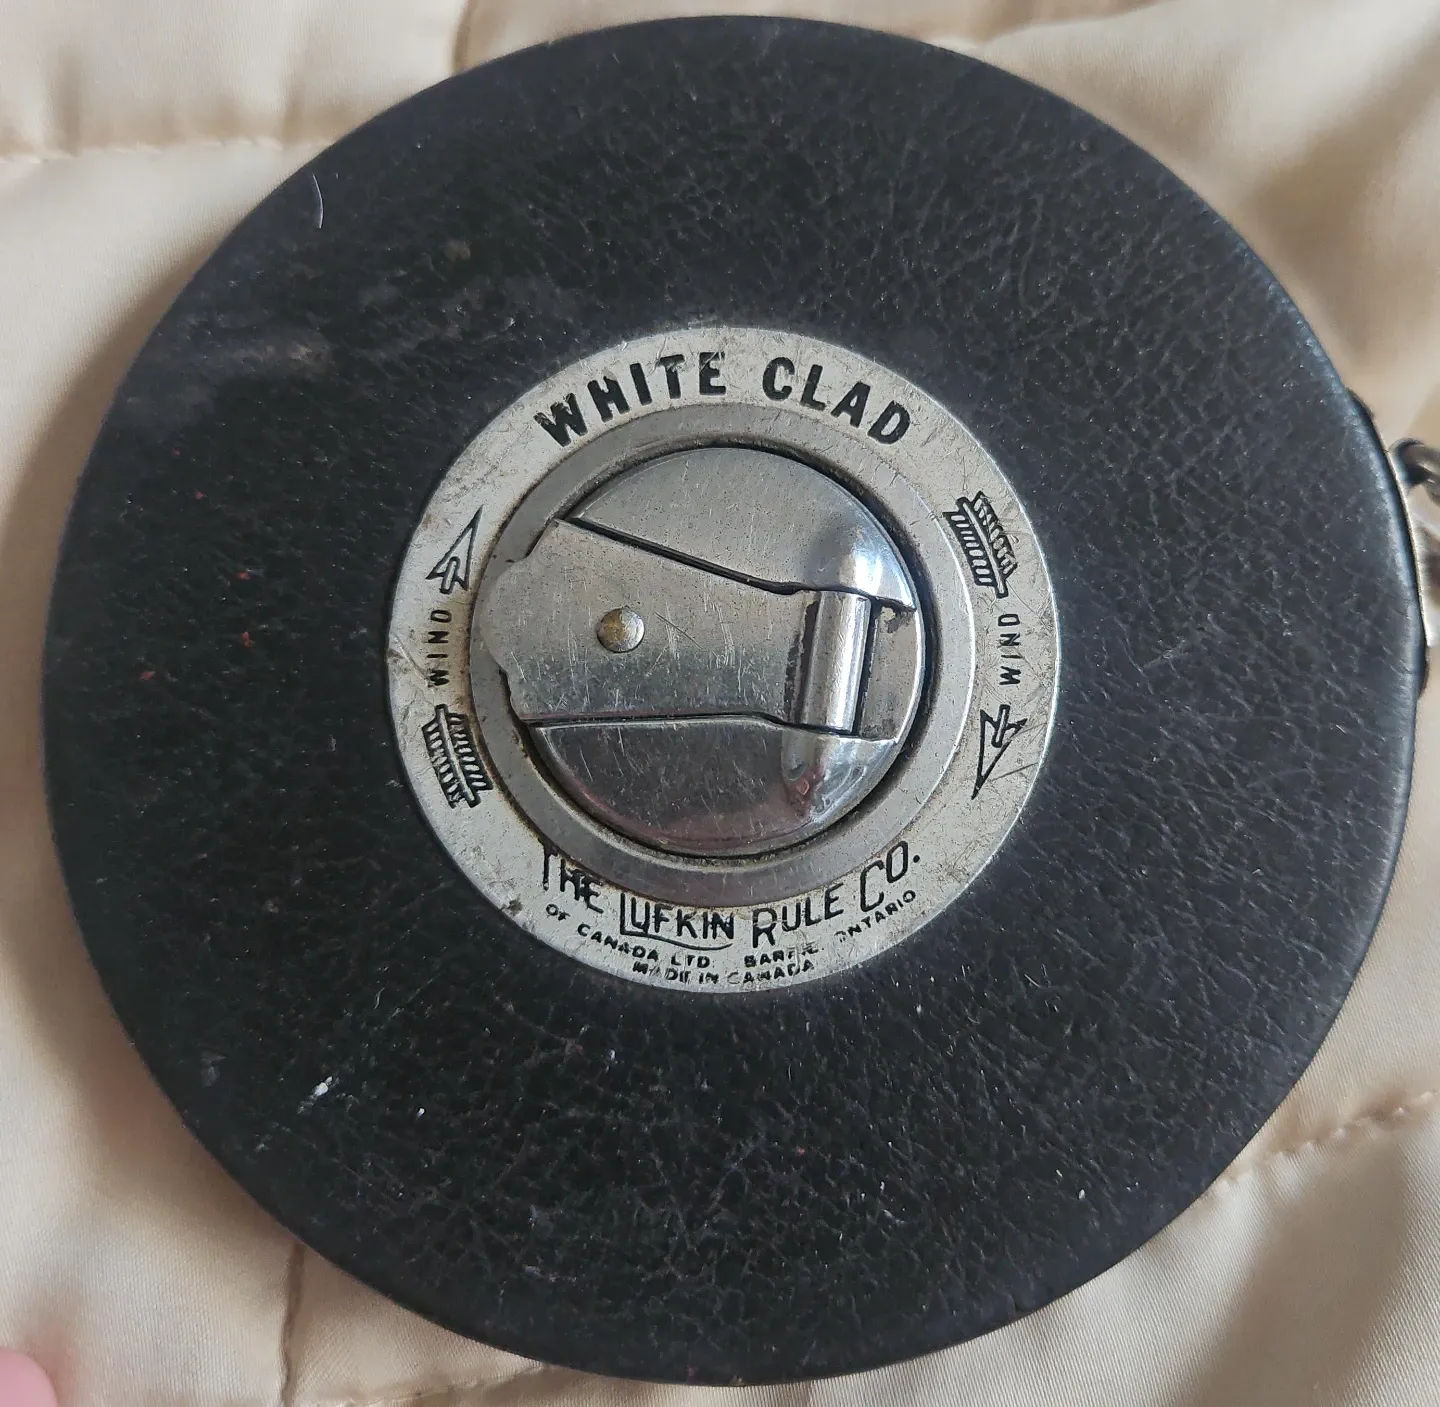 WHITE CLAD
WIND
WIND
THE LUFKIN RULE CO.
OF CANADA LTD. BARRIE, ONTARIO
MADE IN CANADA